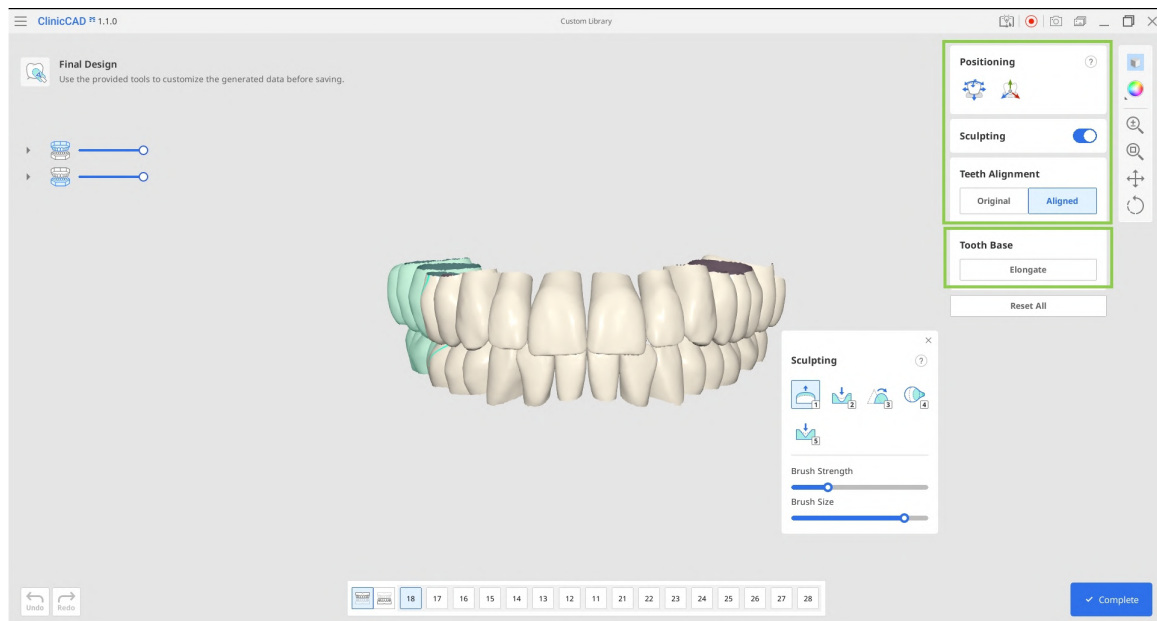 ClinicCAD 1.1.0
Custom Library
Final Design
Use the provided tools to customize the generated data before saving.
Positioning
?
Sculpting
Teeth Alignment
Original Aligned
Tooth Base
Elongate
Reset All
Sculpting
?
1 2 3 4
5
Brush Strength
Brush Size
Undo Redo
18 17 16 15 14 13 12 11 21 22 23 24 25 26 27 28
Complete